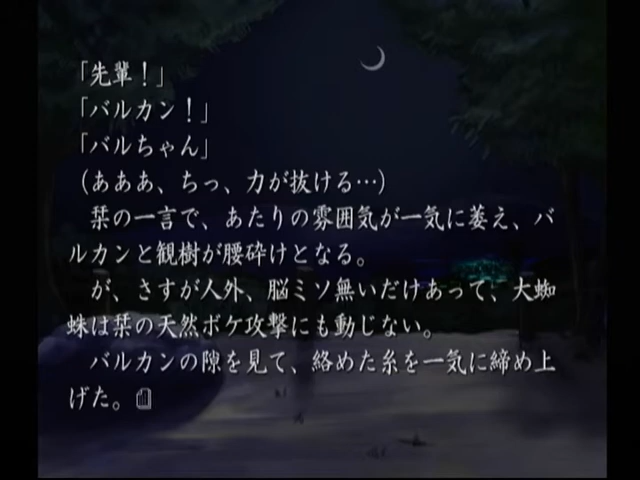 「先輩！」
「バルカン！」
「バルちゃん」
（あああ、ちっ、力が抜ける…）
　栞の一言で、あたりの雰囲気が一気に萎え、バ
ルカンと観樹が腰砕けとなる。
　が、さすが人外、脳ミソ無いだけあって、大蜘
蛛は栞の天然ボケ攻撃にも動じない。
　バルカンの隙を見て、絡めた糸を一気に締め上
げた。